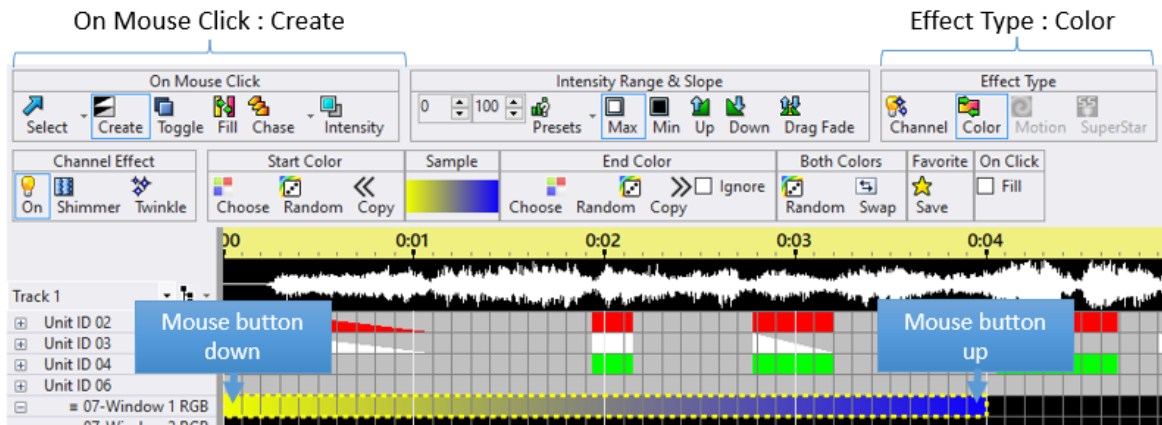 On Mouse Click : Create
Effect Type : Color
On Mouse Click
Intensity Range & Slope
Effect Type
Select Create Toggle Fill Chase Intensity
0 100 Presets Max Min Up Down Drag Fade
Channel Color Motion SuperStar
Channel Effect
Start Color
Sample
End Color
Both Colors
Favorite
On Click
On Shimmer Twinkle
Choose Random Copy
Choose Random Copy
Ignore
Random Swap
Save
Fill
00 0:01 0:02 0:03 0:04
Track 1
Unit ID 02
Unit ID 03
Unit ID 04
Unit ID 06
07-Window 1 RGB
Mouse button
down
Mouse button
up